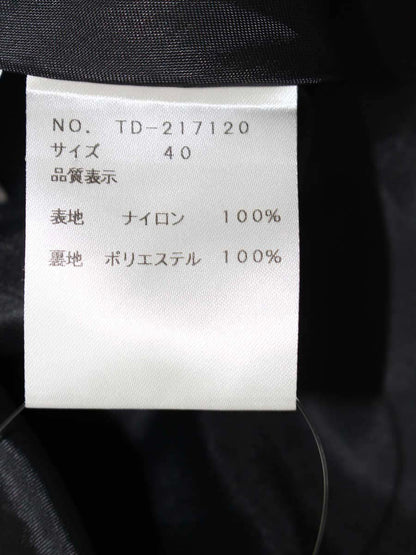 NO. TD-217120
サイズ 40
品質表示
表地 ナイロン 100%
裏地 ポリエステル 100%